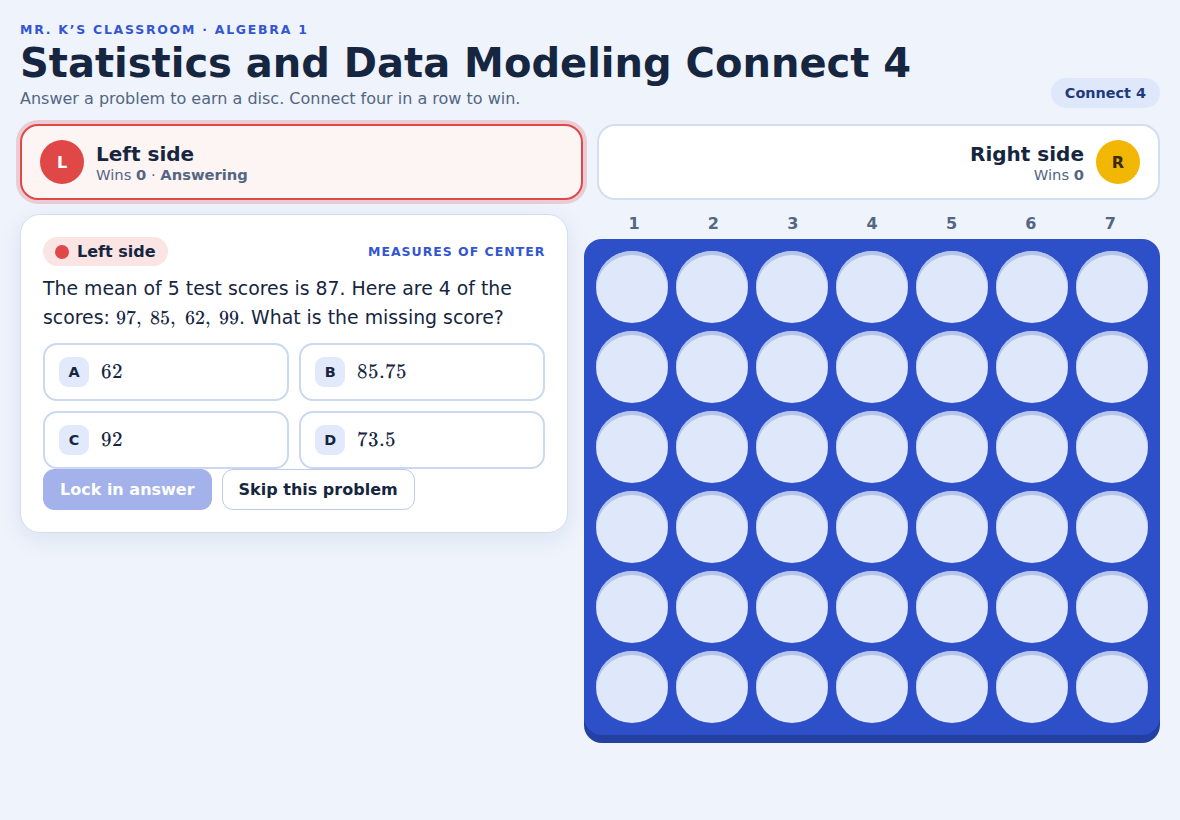 MR. K’S CLASSROOM · ALGEBRA 1
Statistics and Data Modeling Connect 4
Answer a problem to earn a disc. Connect four in a row to win.
Connect 4
L
Left side
Wins 0 · Answering
Right side
Wins 0
R
Left side
MEASURES OF CENTER
The mean of 5 test scores is 87. Here are 4 of the
scores: 97, 85, 62, 99. What is the missing score?
A 62
B 85.75
C 92
D 73.5
Lock in answer
Skip this problem
1 2 3 4 5 6 7